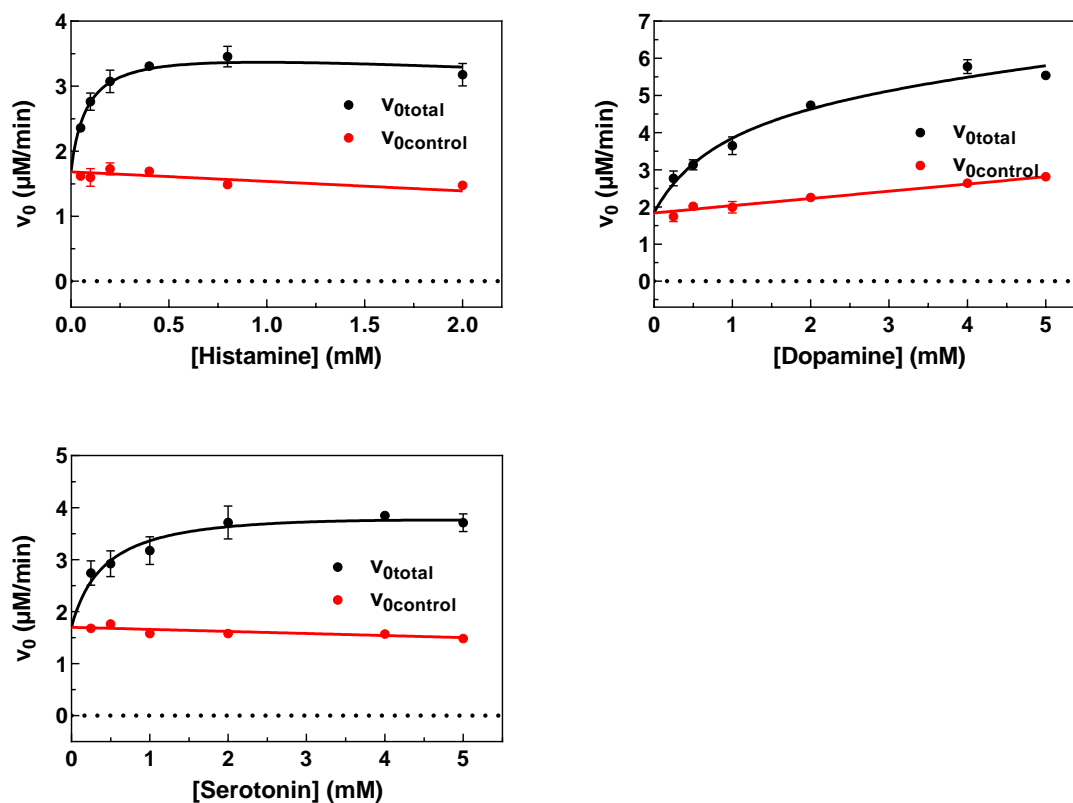 4
3
2
1
0
v0 (µM/min)
v0total
v0control
0.0 0.5 1.0 1.5 2.0
[Histamine] (mM)
7
6
5
4
3
2
1
0
v0 (µM/min)
v0total
v0control
0 1 2 3 4 5
[Dopamine] (mM)
5
4
3
2
1
0
v0 (µM/min)
v0total
v0control
0 1 2 3 4 5
[Serotonin] (mM)